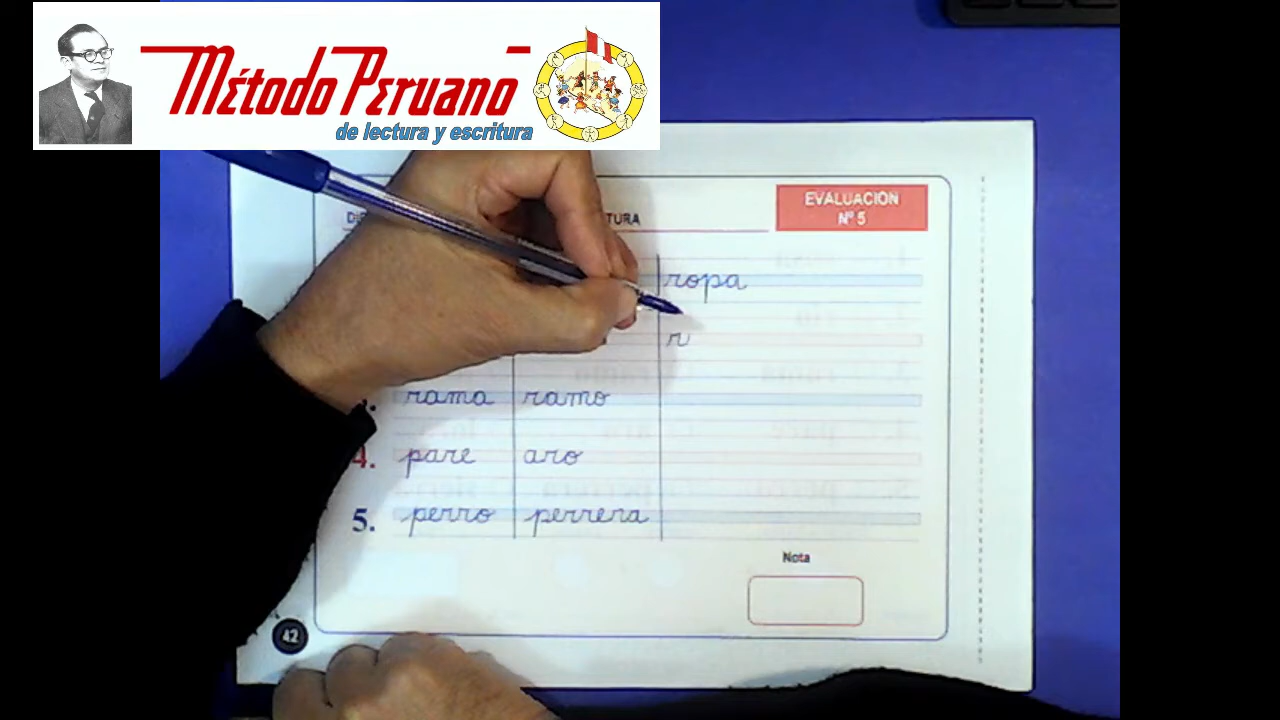 Método Peruano
de lectura y escritura
EVALUACIÓN
Nº 5
ropa
r
rama ramo
4. pare aro
5. perro perrera
Nota
42